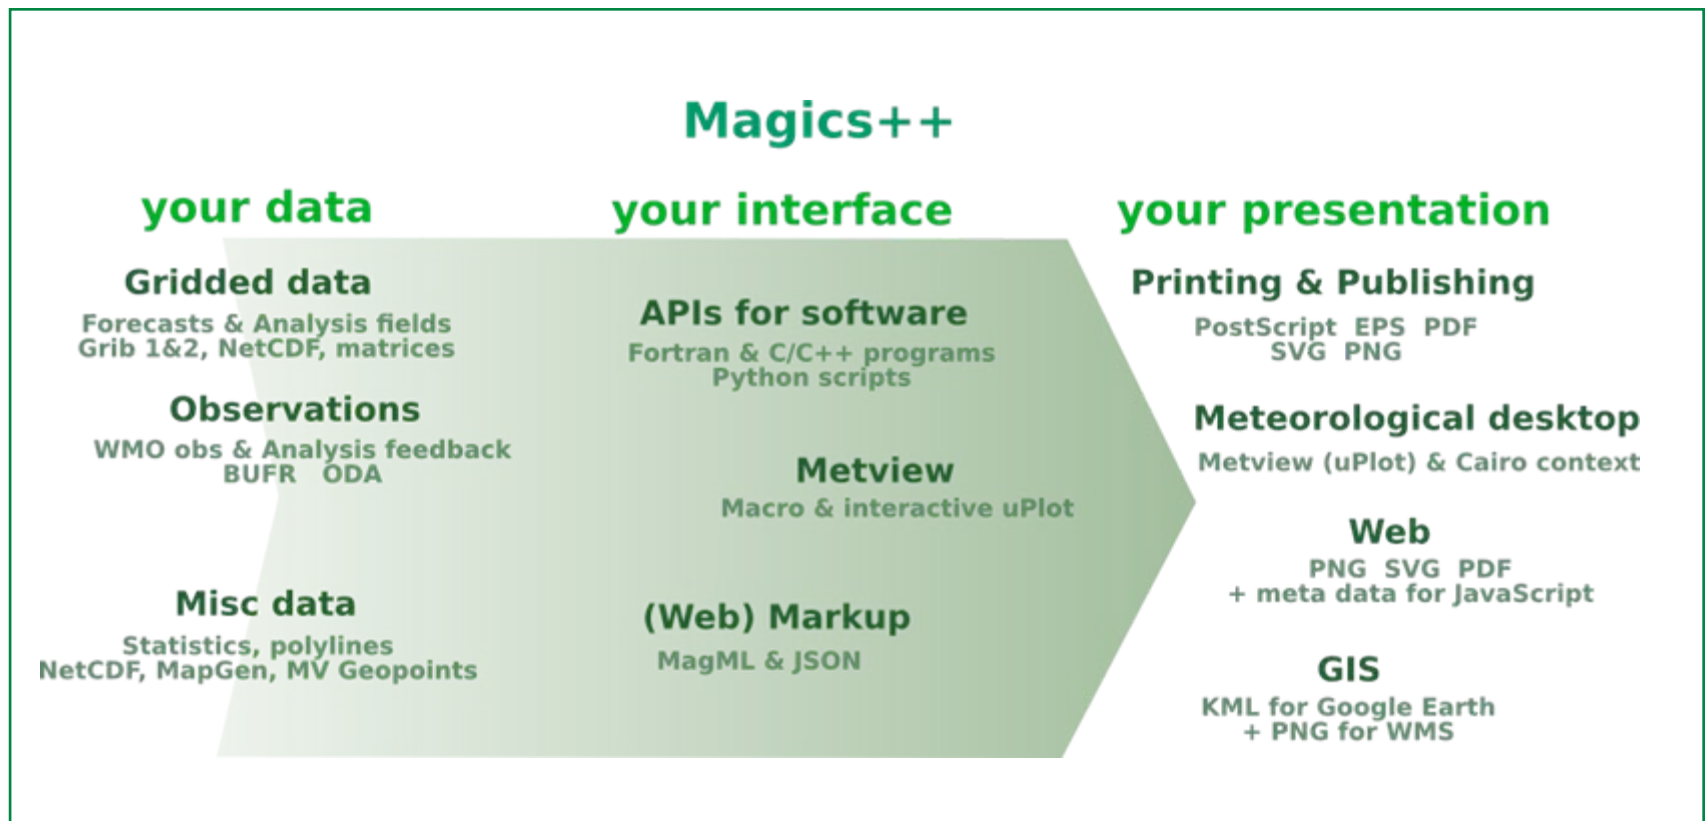 Magics++
your data
Gridded data
Forecasts & Analysis fields
Grib 1&2, NetCDF, matrices
Observations
WMO obs & Analysis feedback
BUFR ODA
Misc data
Statistics, polylines
NetCDF, MapGen, MV Geopoints
your interface
APIs for software
Fortran & C/C++ programs
Python scripts
Metview
Macro & interactive uPlot
(Web) Markup
MagML & JSON
your presentation
Printing & Publishing
PostScript EPS PDF
SVG PNG
Meteorological desktop
Metview (uPlot) & Cairo context
Web
PNG SVG PDF
+ meta data for JavaScript
GIS
KML for Google Earth
+ PNG for WMS